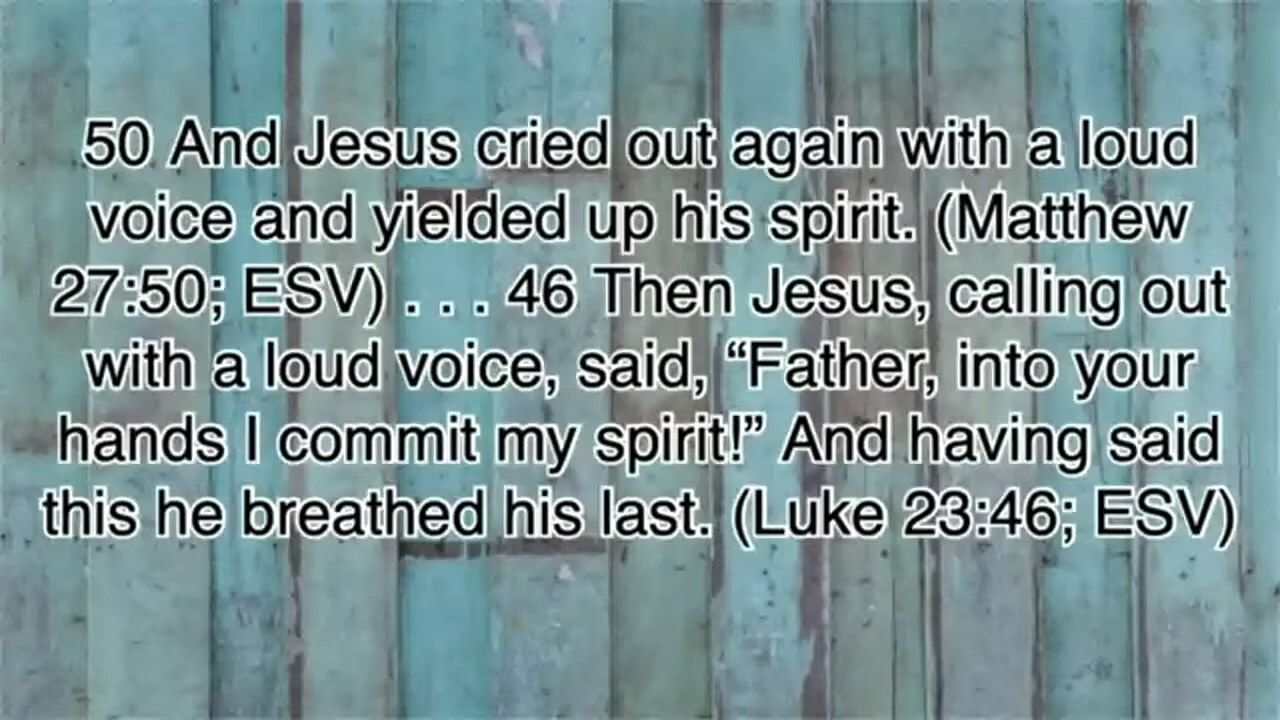 50 And Jesus cried out again with a loud
voice and yielded up his spirit. (Matthew
27:50; ESV) . . . 46 Then Jesus, calling out
with a loud voice, said, “Father, into your
hands I commit my spirit!” And having said
this he breathed his last. (Luke 23:46; ESV)